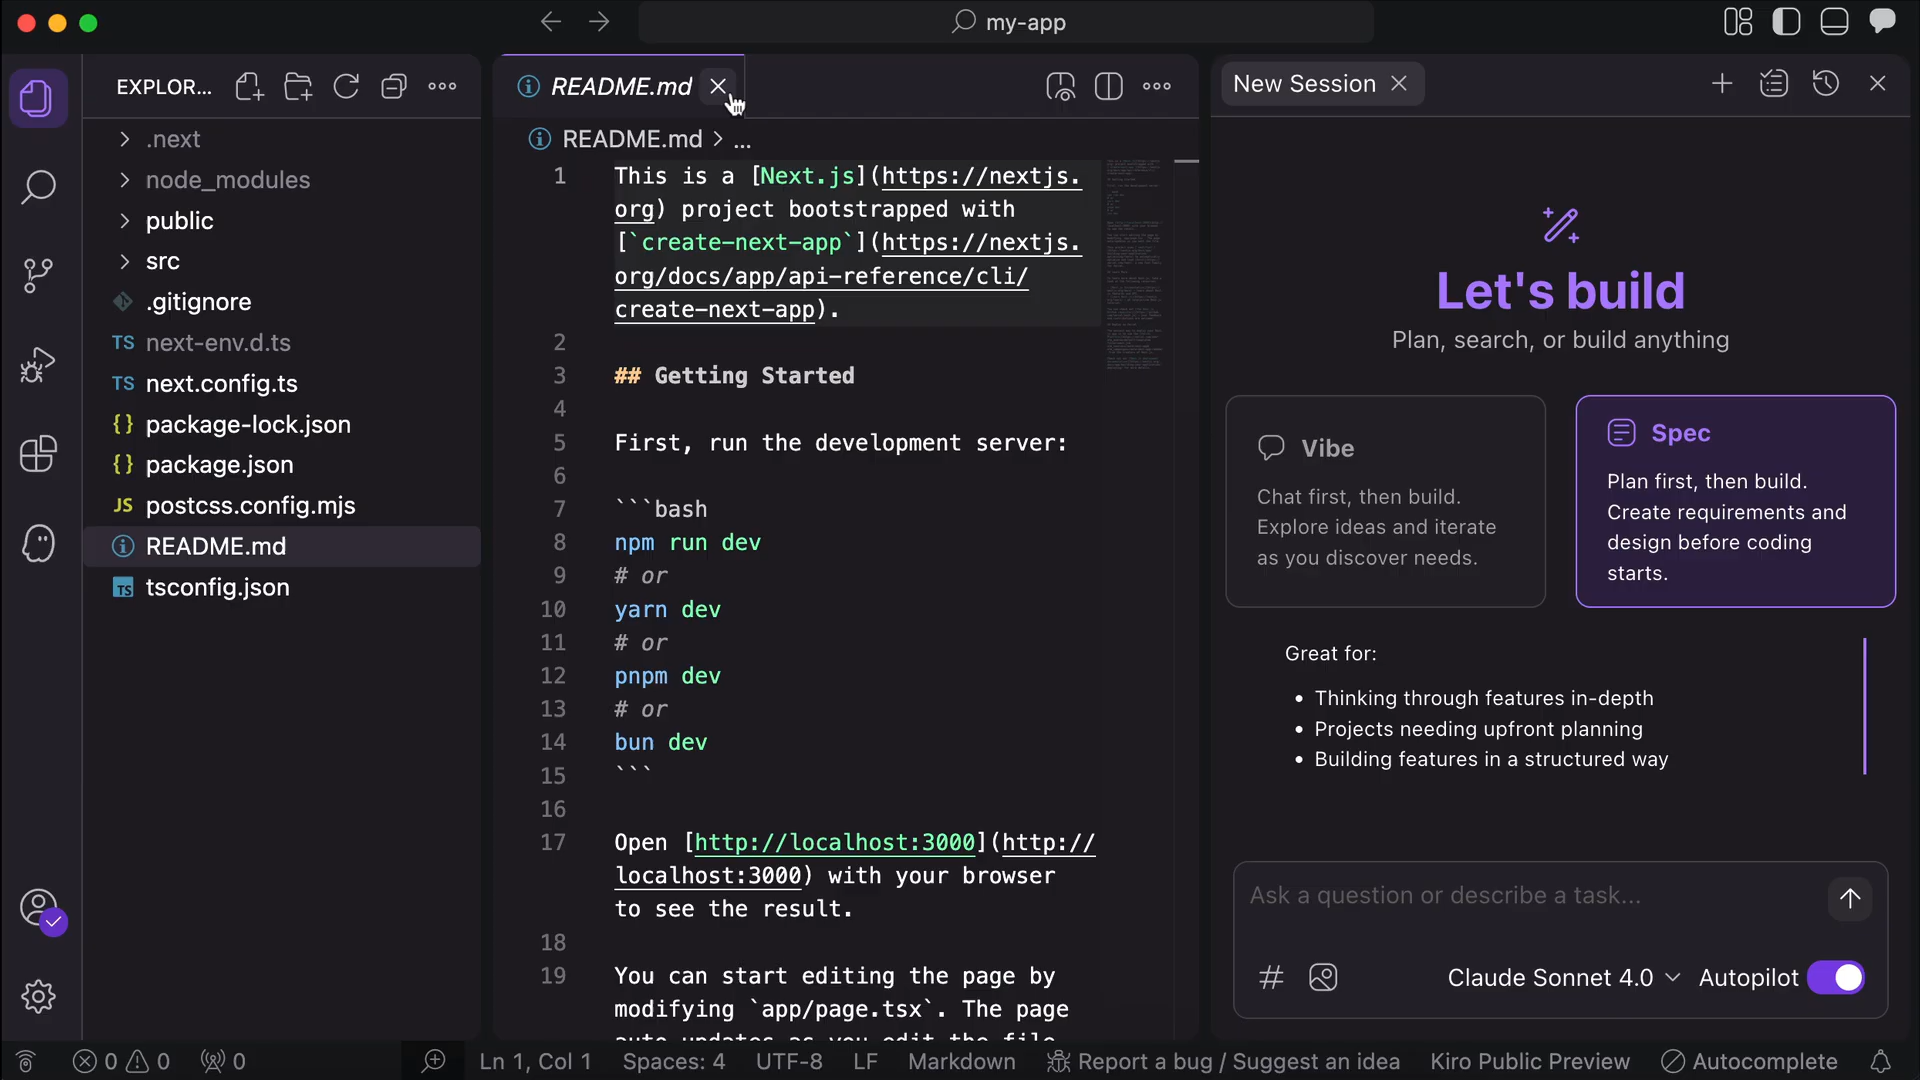 my-app
EXPLOR...
.next
node_modules
public
src
.gitignore
TS next-env.d.ts
TS next.config.ts
{} package-lock.json
{} package.json
JS postcss.config.mjs
README.md
TS tsconfig.json
README.md
README.md > ...
1 This is a [Next.js](https://nextjs.
org) project bootstrapped with
[`create-next-app`](https://nextjs.
org/docs/app/api-reference/cli/
create-next-app).
2
3 ## Getting Started
4
5 First, run the development server:
6
7 ```bash
8 npm run dev
9 # or
10 yarn dev
11 # or
12 pnpm dev
13 # or
14 bun dev
15 ```
16
17 Open [http://localhost:3000](http://
localhost:3000) with your browser
to see the result.
18
19 You can start editing the page by
modifying `app/page.tsx`. The page
auto-updates as you edit the file.
New Session
Let's build
Plan, search, or build anything
Vibe
Chat first, then build.
Explore ideas and iterate
as you discover needs.
Spec
Plan first, then build.
Create requirements and
design before coding
starts.
Great for:
• Thinking through features in-depth
• Projects needing upfront planning
• Building features in a structured way
Ask a question or describe a task...
# Claude Sonnet 4.0 Autopilot
0 0 0 Ln 1, Col 1 Spaces: 4 UTF-8 LF Markdown Report a bug / Suggest an idea Kiro Public Preview Autocomplete